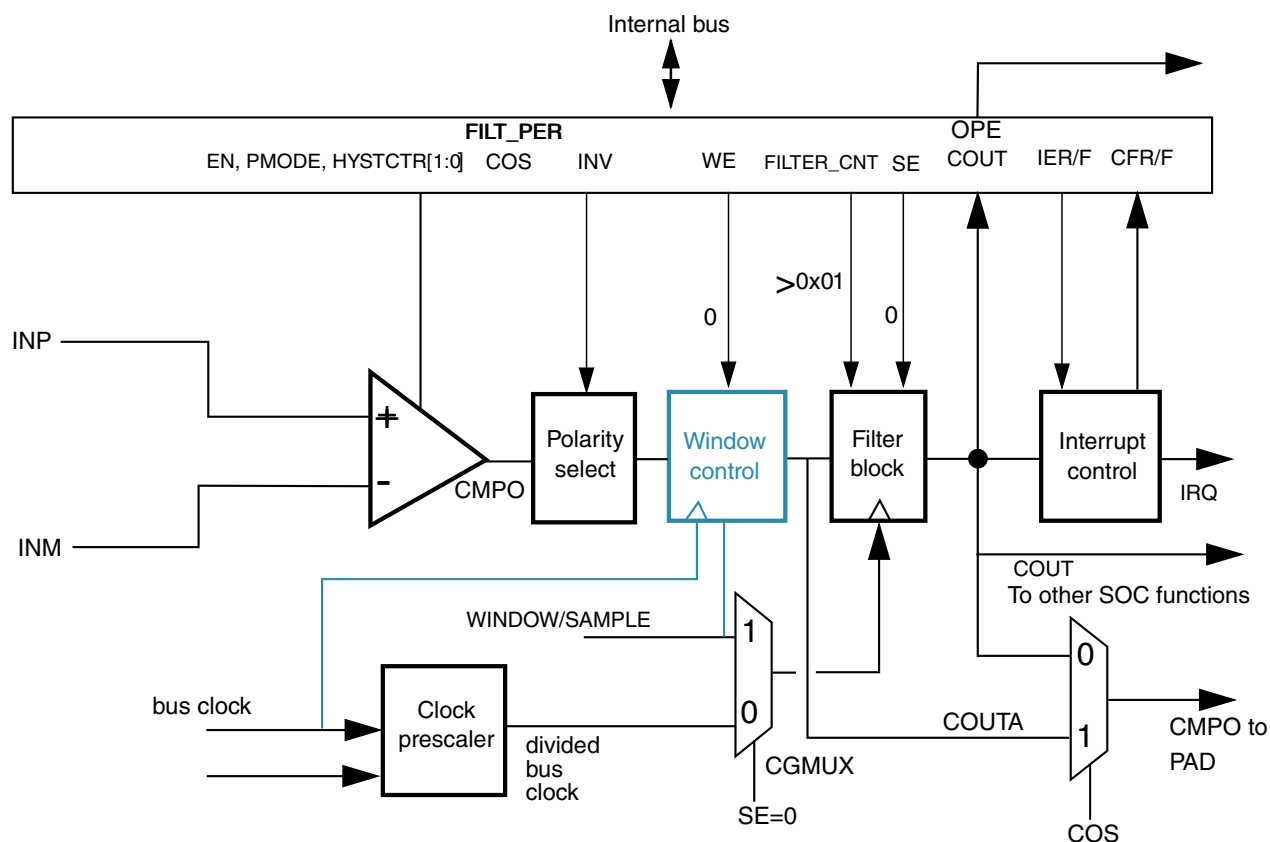 Internal bus
FILT_PER
OPE
EN, PMODE, HYSTCTR[1:0]
COS
INV
WE
FILTER_CNT
SE
COUT
IER/F
CFR/F
>0x01
0
0
INP
+
Polarity
select
Window
control
Filter
block
Interrupt
control
-
CMPO
IRQ
INM
COUT
To other SOC functions
WINDOW/SAMPLE
1
0
bus clock
Clock
prescaler
0
COUTA
1
CMPO to
PAD
divided
bus
clock
CGMUX
SE=0
COS